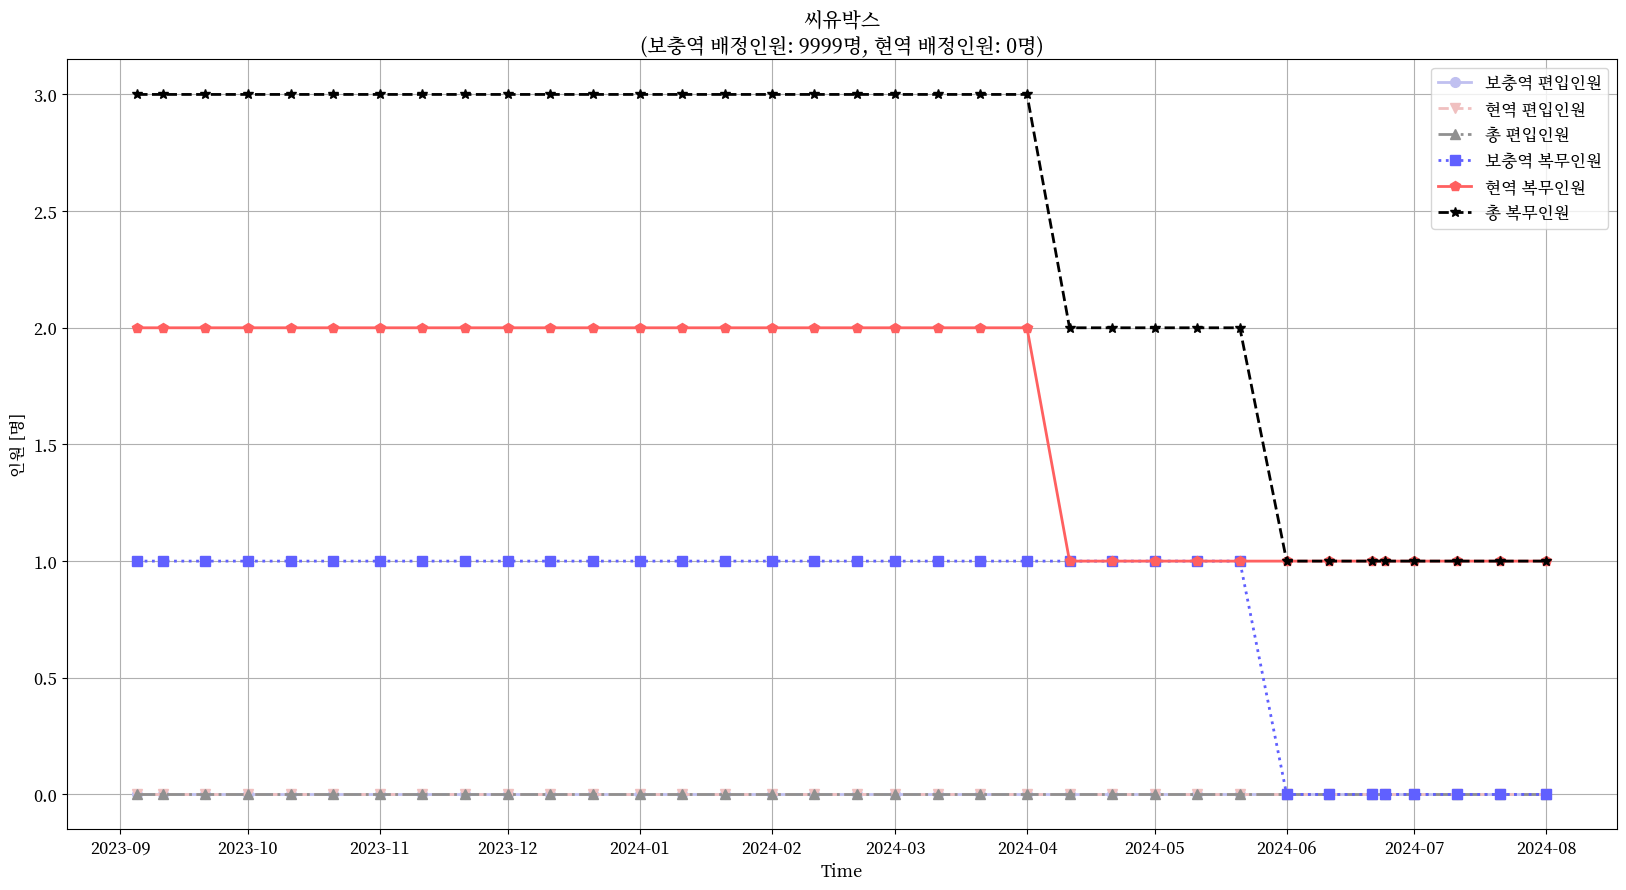 씨유박스
(보충역 배정인원: 9999명, 현역 배정인원: 0명)
보충역 편입인원
현역 편입인원
총 편입인원
보충역 복무인원
현역 복무인원
총 복무인원
인원 [명]
3.0
2.5
2.0
1.5
1.0
0.5
0.0
2023-09 2023-10 2023-11 2023-12 2024-01 2024-02 2024-03 2024-04 2024-05 2024-06 2024-07 2024-08
Time